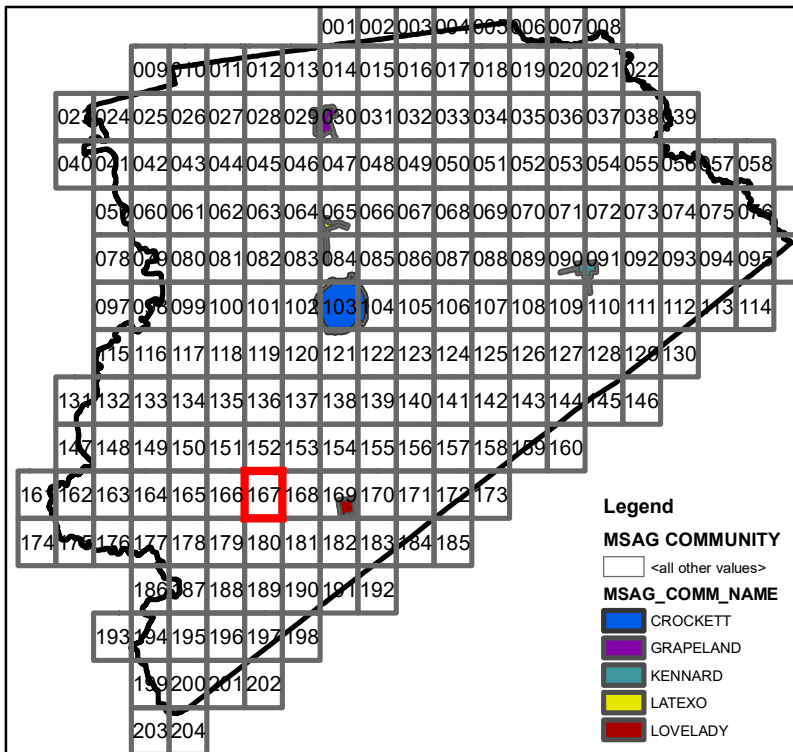 001 002 003 004 005 006 007 008
009 010 011 012 013 014 015 016 017 018 019 020 021 022
023 024 025 026 027 028 029 030 031 032 033 034 035 036 037 038 039
040 041 042 043 044 045 046 047 048 049 050 051 052 053 054 055 056 057 058
059 060 061 062 063 064 065 066 067 068 069 070 071 072 073 074 075 076
078 079 080 081 082 083 084 085 086 087 088 089 090 091 092 093 094 095
097 098 099 100 101 102 103 104 105 106 107 108 109 110 111 112 113 114
115 116 117 118 119 120 121 122 123 124 125 126 127 128 129 130
131 132 133 134 135 136 137 138 139 140 141 142 143 144 145 146
147 148 149 150 151 152 153 154 155 156 157 158 159 160
161 162 163 164 165 166 167 168 169 170 171 172 173
174 175 176 177 178 179 180 181 182 183 184 185
186 187 188 189 190 191 192
193 194 195 196 197 198
199 200 201 202
203 204
Legend
MSAG COMMUNITY
<all other values>
MSAG_COMM_NAME
CROCKETT
GRAPELAND
KENNARD
LATEXO
LOVELADY